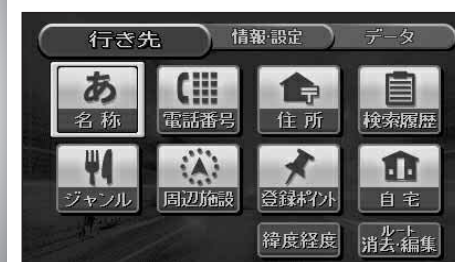 行き先 情報・設定 データ
あ
名称 電話番号 住所 検索履歴
ジャンル 周辺施設 登録ポイント 自宅
緯度経度 ルート
消去・編集